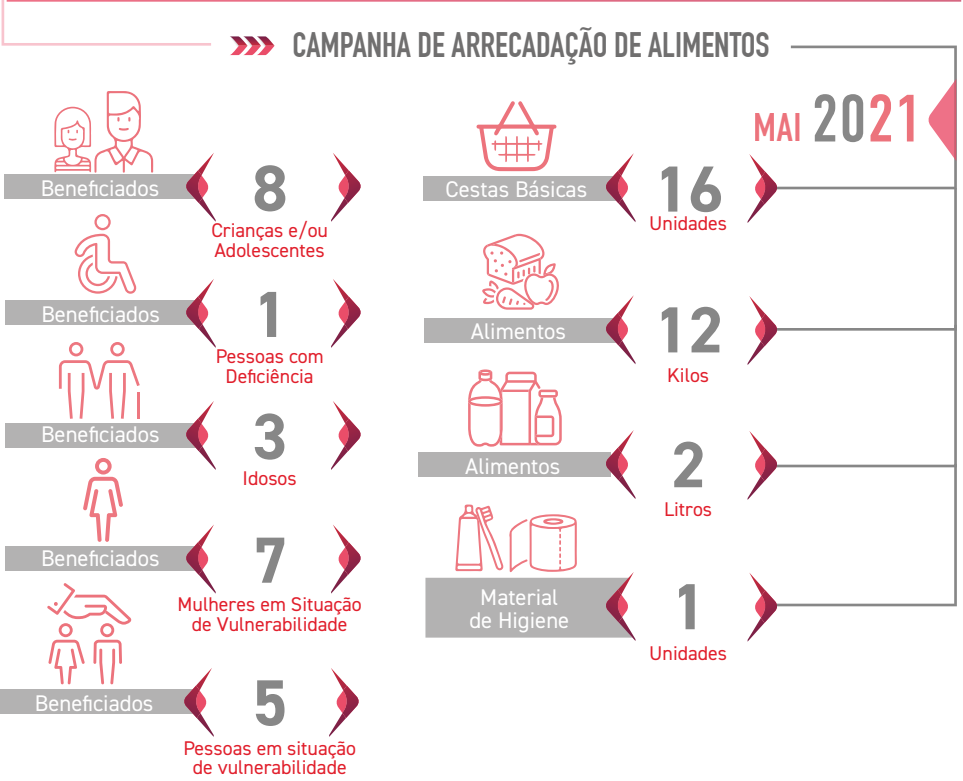 CAMPANHA DE ARRECADAÇÃO DE ALIMENTOS
MAI 2021
Beneficiados
8
Crianças e/ou
Adolescentes
Beneficiados
1
Pessoas com
Deficiência
Beneficiados
3
Idosos
Beneficiados
7
Mulheres em Situação
de Vulnerabilidade
Beneficiados
5
Pessoas em situação
de vulnerabilidade
Cestas Básicas
16
Unidades
Alimentos
12
Kilos
Alimentos
2
Litros
Material
de Higiene
1
Unidades